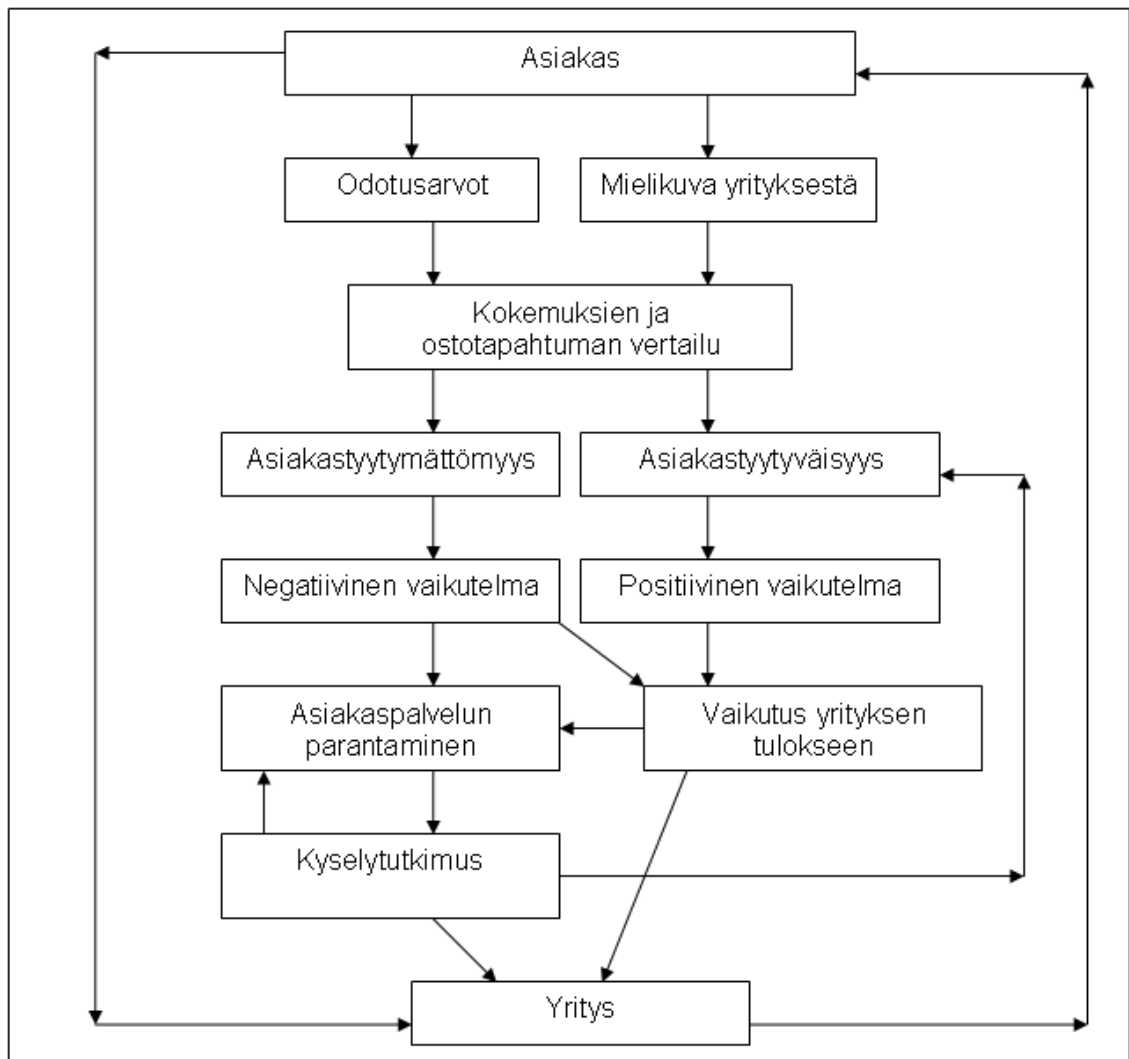 Asiakas
Odotusarvot
Mielikuva yrityksestä
Kokemuksien ja
ostotapahtuman vertailu
Asiakastyytymättömyys
Asiakastyytyväisyys
Negatiivinen vaikutelma
Positiivinen vaikutelma
Asiakaspalvelun
parantaminen
Vaikutus yrityksen
tulokseen
Kyselytutkimus
Yritys